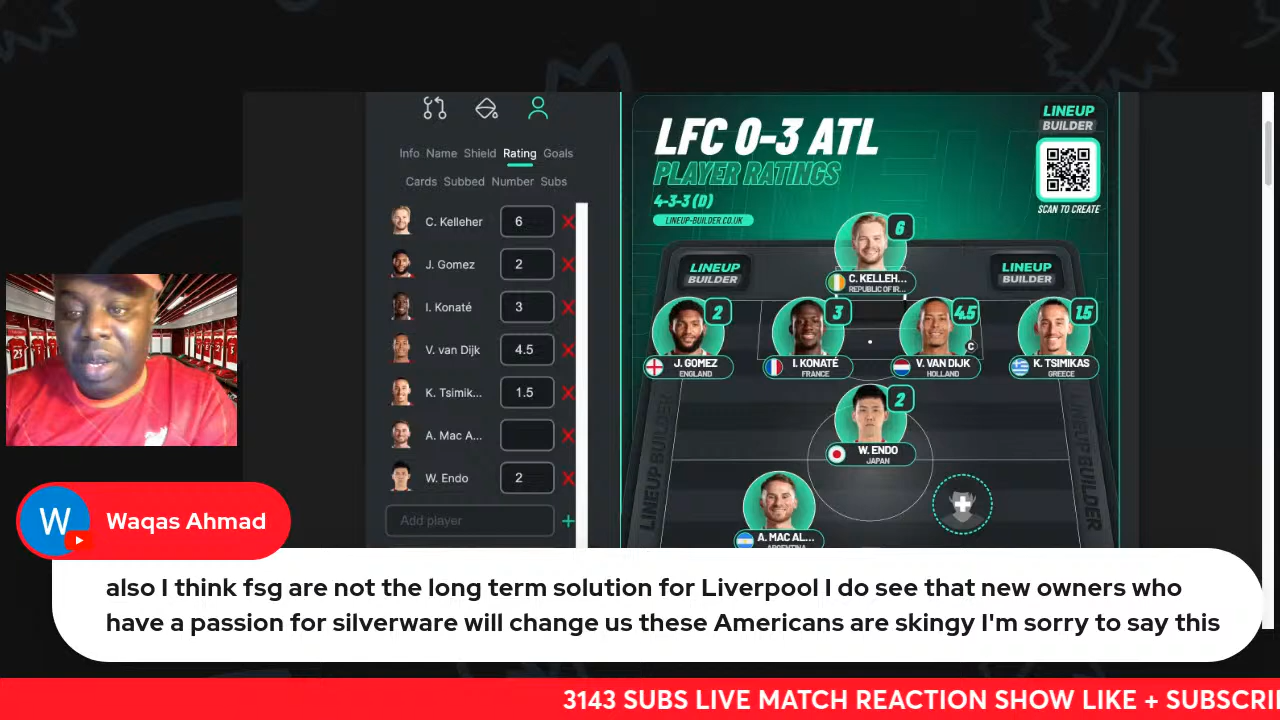 Info Name Shield Rating Goals
Cards Subbed Number Subs
C. Kelleher 6
J. Gomez 2
I. Konaté 3
V. van Dijk 4.5
K. Tsimik... 1.5
A. Mac A...
W. Endo 2
Add player
LFC 0-3 ATL
PLAYER RATINGS
4-3-3 (D)
LINEUP-BUILDER.CO.UK
LINEUP
BUILDER
SCAN TO CREATE
6
C. KELLEH...
REPUBLIC OF IR...
LINEUP
BUILDER
LINEUP
BUILDER
2
J. GOMEZ
ENGLAND
3
I. KONATÉ
FRANCE
4.5
C
V. VAN DIJK
HOLLAND
1.5
K. TSIMIKAS
GREECE
2
W. ENDO
JAPAN
A. MAC AL...
ARGENTINA
LINEUP BUILDER
LINEUP BUILDER
23
W
Waqas Ahmad
also I think fsg are not the long term solution for Liverpool I do see that new owners who
have a passion for silverware will change us these Americans are skingy I'm sorry to say this
3143 SUBS LIVE MATCH REACTION SHOW LIKE + SUBSCRI